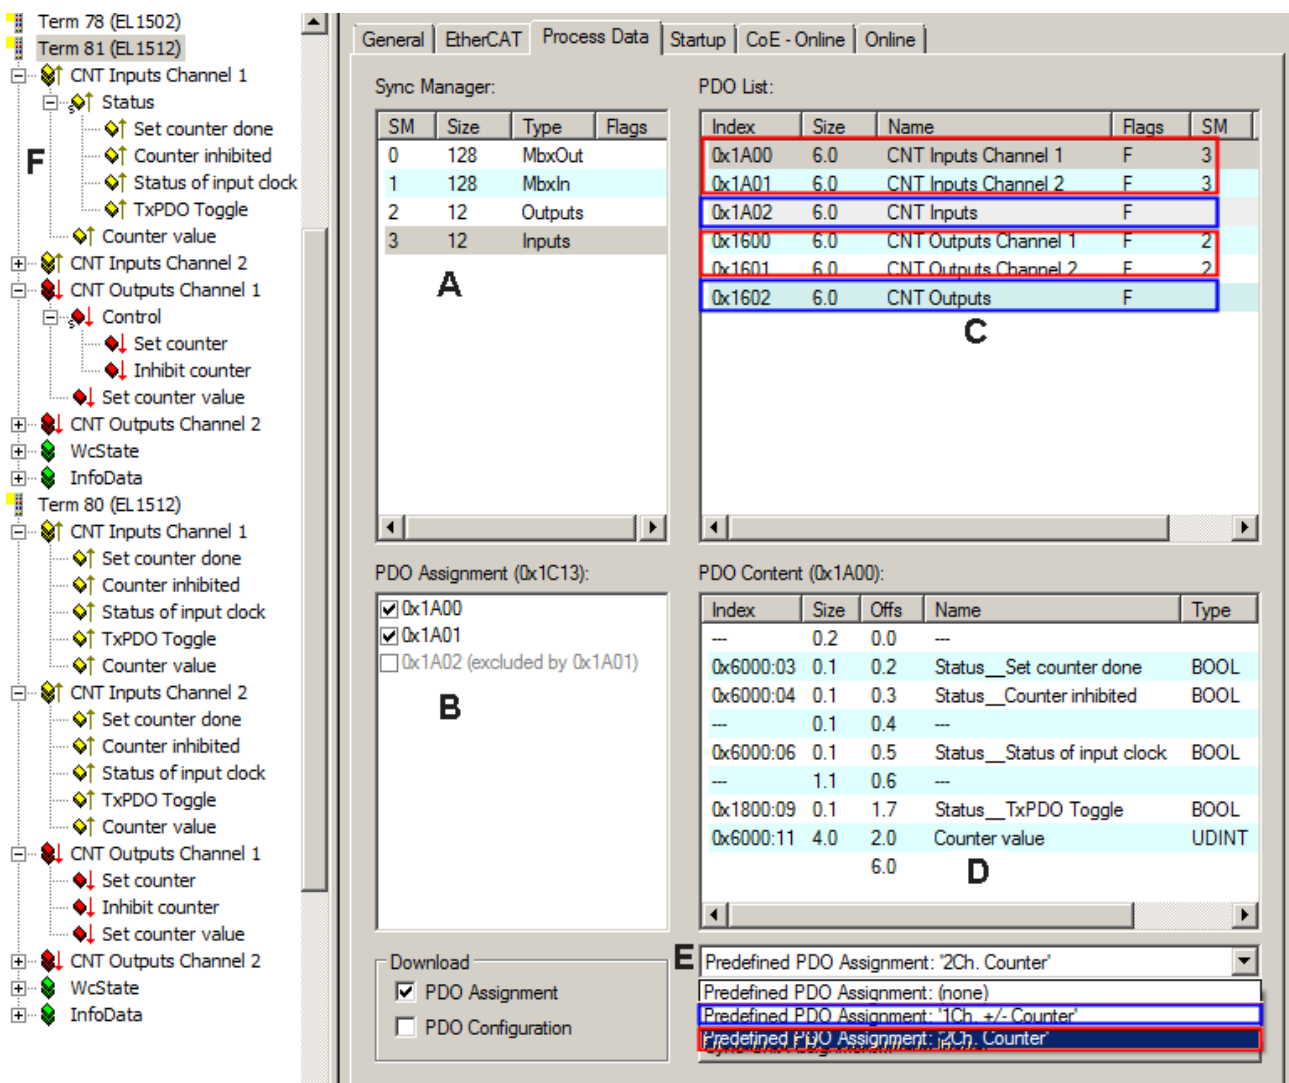 Term 78 (EL1502)
Term 81 (EL1512)
CNT Inputs Channel 1
Status
Set counter done
Counter inhibited
Status of input clock
TxPDO Toggle
Counter value
CNT Inputs Channel 2
CNT Outputs Channel 1
Control
Set counter
Inhibit counter
Set counter value
CNT Outputs Channel 2
WcState
InfoData
Term 80 (EL1512)
CNT Inputs Channel 1
Set counter done
Counter inhibited
Status of input clock
TxPDO Toggle
Counter value
CNT Inputs Channel 2
Set counter done
Counter inhibited
Status of input clock
TxPDO Toggle
Counter value
CNT Outputs Channel 1
Set counter
Inhibit counter
Set counter value
CNT Outputs Channel 2
WcState
InfoData
F
General EtherCAT Process Data Startup CoE - Online Online
Sync Manager:
SM Size Type Flags
0 128 MbxOut
1 128 MbxIn
2 12 Outputs
3 12 Inputs
A
PDO List:
Index Size Name Flags SM
0x1A00 6.0 CNT Inputs Channel 1 F 3
0x1A01 6.0 CNT Inputs Channel 2 F 3
0x1A02 6.0 CNT Inputs F
0x1600 6.0 CNT Outputs Channel 1 F 2
0x1601 6.0 CNT Outputs Channel 2 F 2
0x1602 6.0 CNT Outputs F
C
PDO Assignment (0x1C13):
0x1A00
0x1A01
0x1A02 (excluded by 0x1A01)
B
PDO Content (0x1A00):
Index Size Offs Name Type
--- 0.2 0.0 ---
0x6000:03 0.1 0.2 Status__Set counter done BOOL
0x6000:04 0.1 0.3 Status__Counter inhibited BOOL
--- 0.1 0.4 ---
0x6000:06 0.1 0.5 Status__Status of input clock BOOL
--- 1.1 0.6 ---
0x1800:09 0.1 1.7 Status__TxPDO Toggle BOOL
0x6000:11 4.0 2.0 Counter value UDINT
6.0
D
Download
PDO Assignment
PDO Configuration
E
Predefined PDO Assignment: '2Ch. Counter'
Predefined PDO Assignment: (none)
Predefined PDO Assignment: '1Ch. +/- Counter'
Predefined PDO Assignment: '2Ch. Counter'